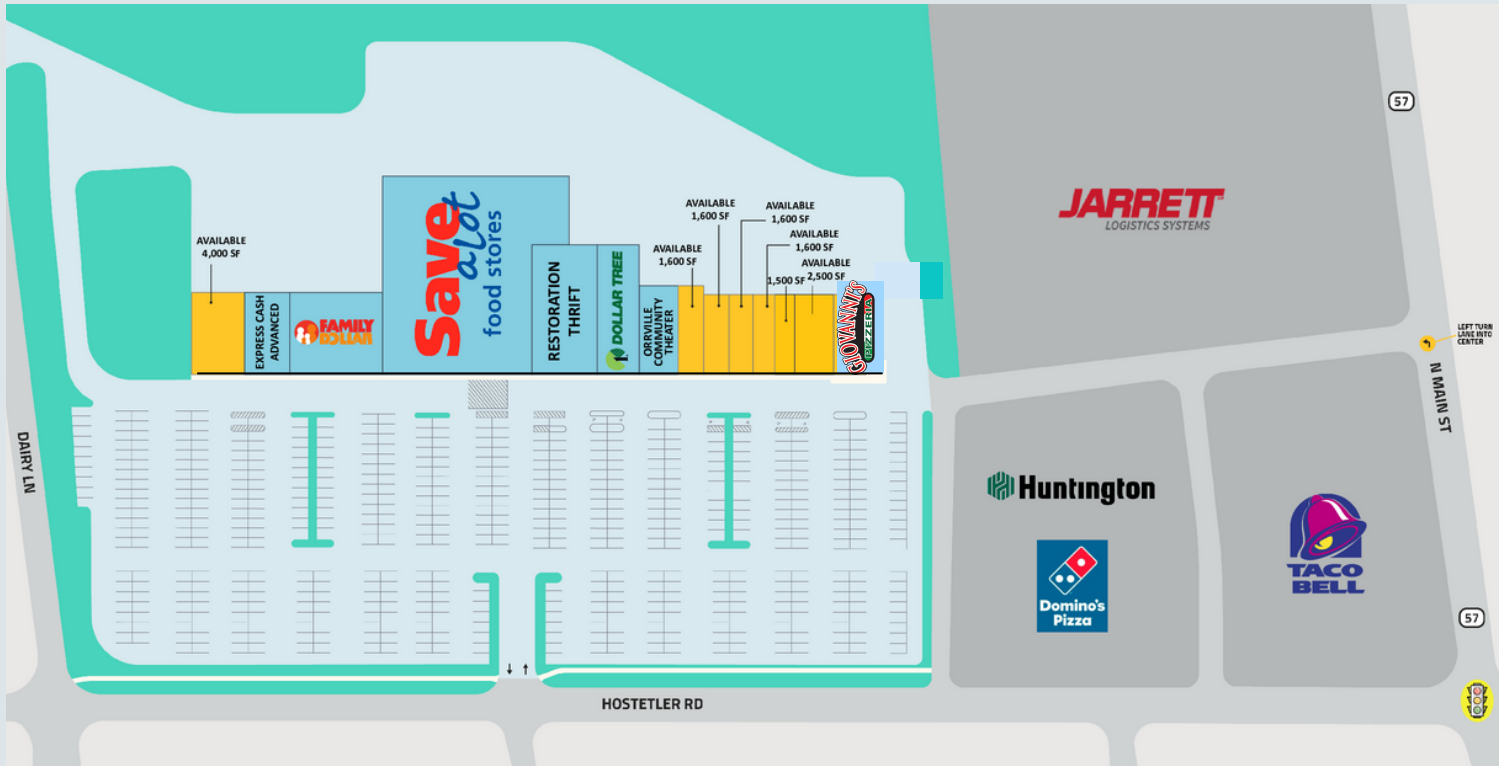 57
JARRETT
LOGISTICS SYSTEMS
AVAILABLE
4,000 SF
EXPRESS CASH
ADVANCED
FAMILY
DOLLAR
Save
a lot
food stores
RESTORATION
THRIFT
DOLLAR TREE
ORRVILLE
COMMUNITY
THEATER
AVAILABLE
1,600 SF
AVAILABLE
1,600 SF
AVAILABLE
1,600 SF
AVAILABLE
1,600 SF
1,500 SF
AVAILABLE
2,500 SF
GIOVANNI'S
PIZZERIA
LEFT TURN
LANE INTO
CENTER
N MAIN ST
DAIRY LN
Huntington
Domino's
Pizza
TACO
BELL
57
HOSTETLER RD